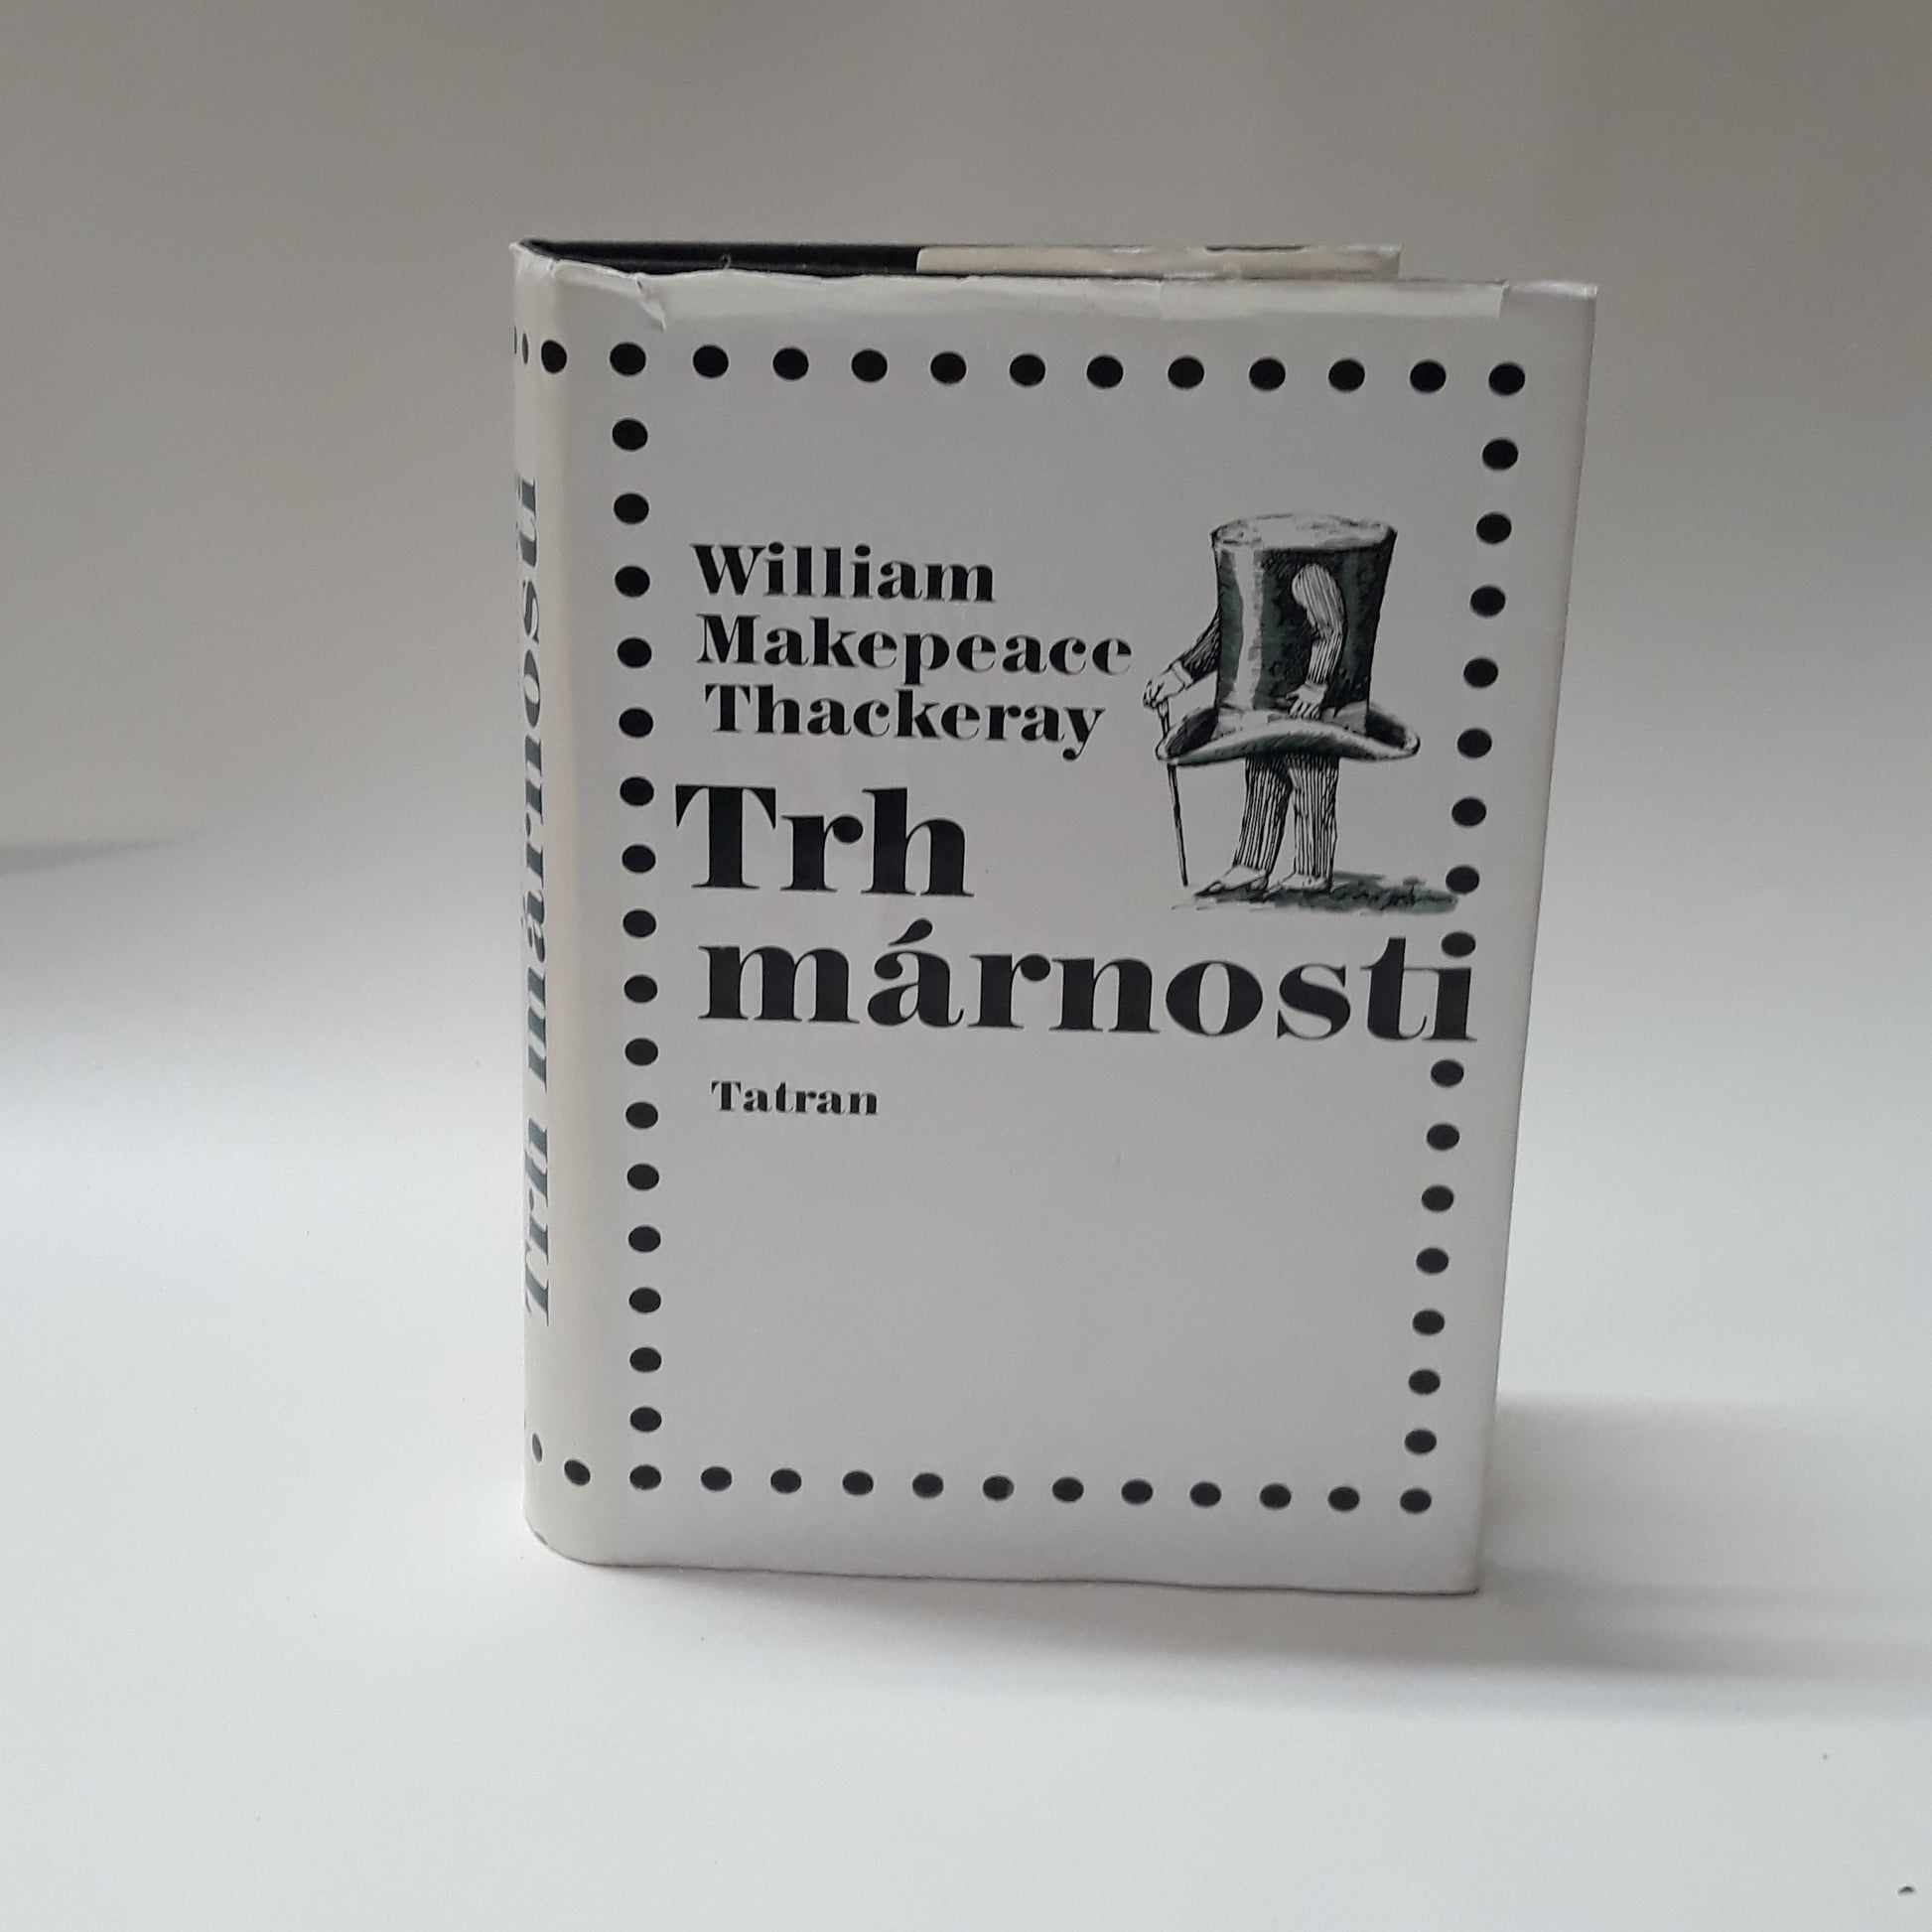 William
Makepeace
Thackeray
Trh
márnosti
Tatran
Trh márnosti